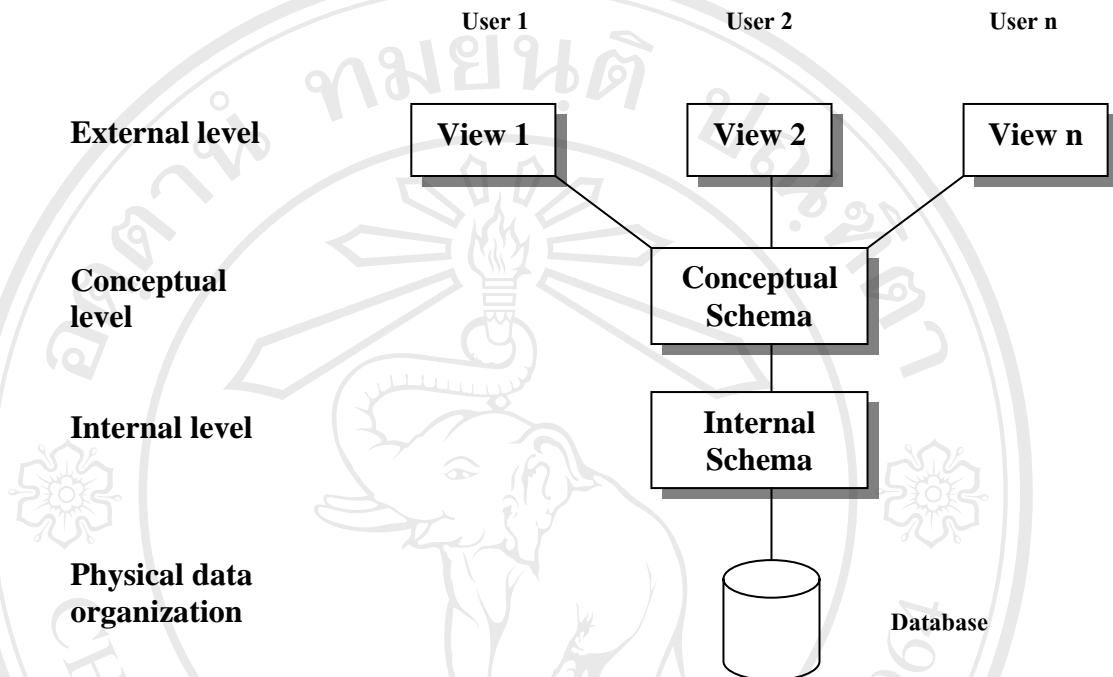 User 1
User 2
User n
External level
View 1
View 2
View n
Conceptual
level
Conceptual
Schema
Internal level
Internal
Schema
Physical data
organization
Database